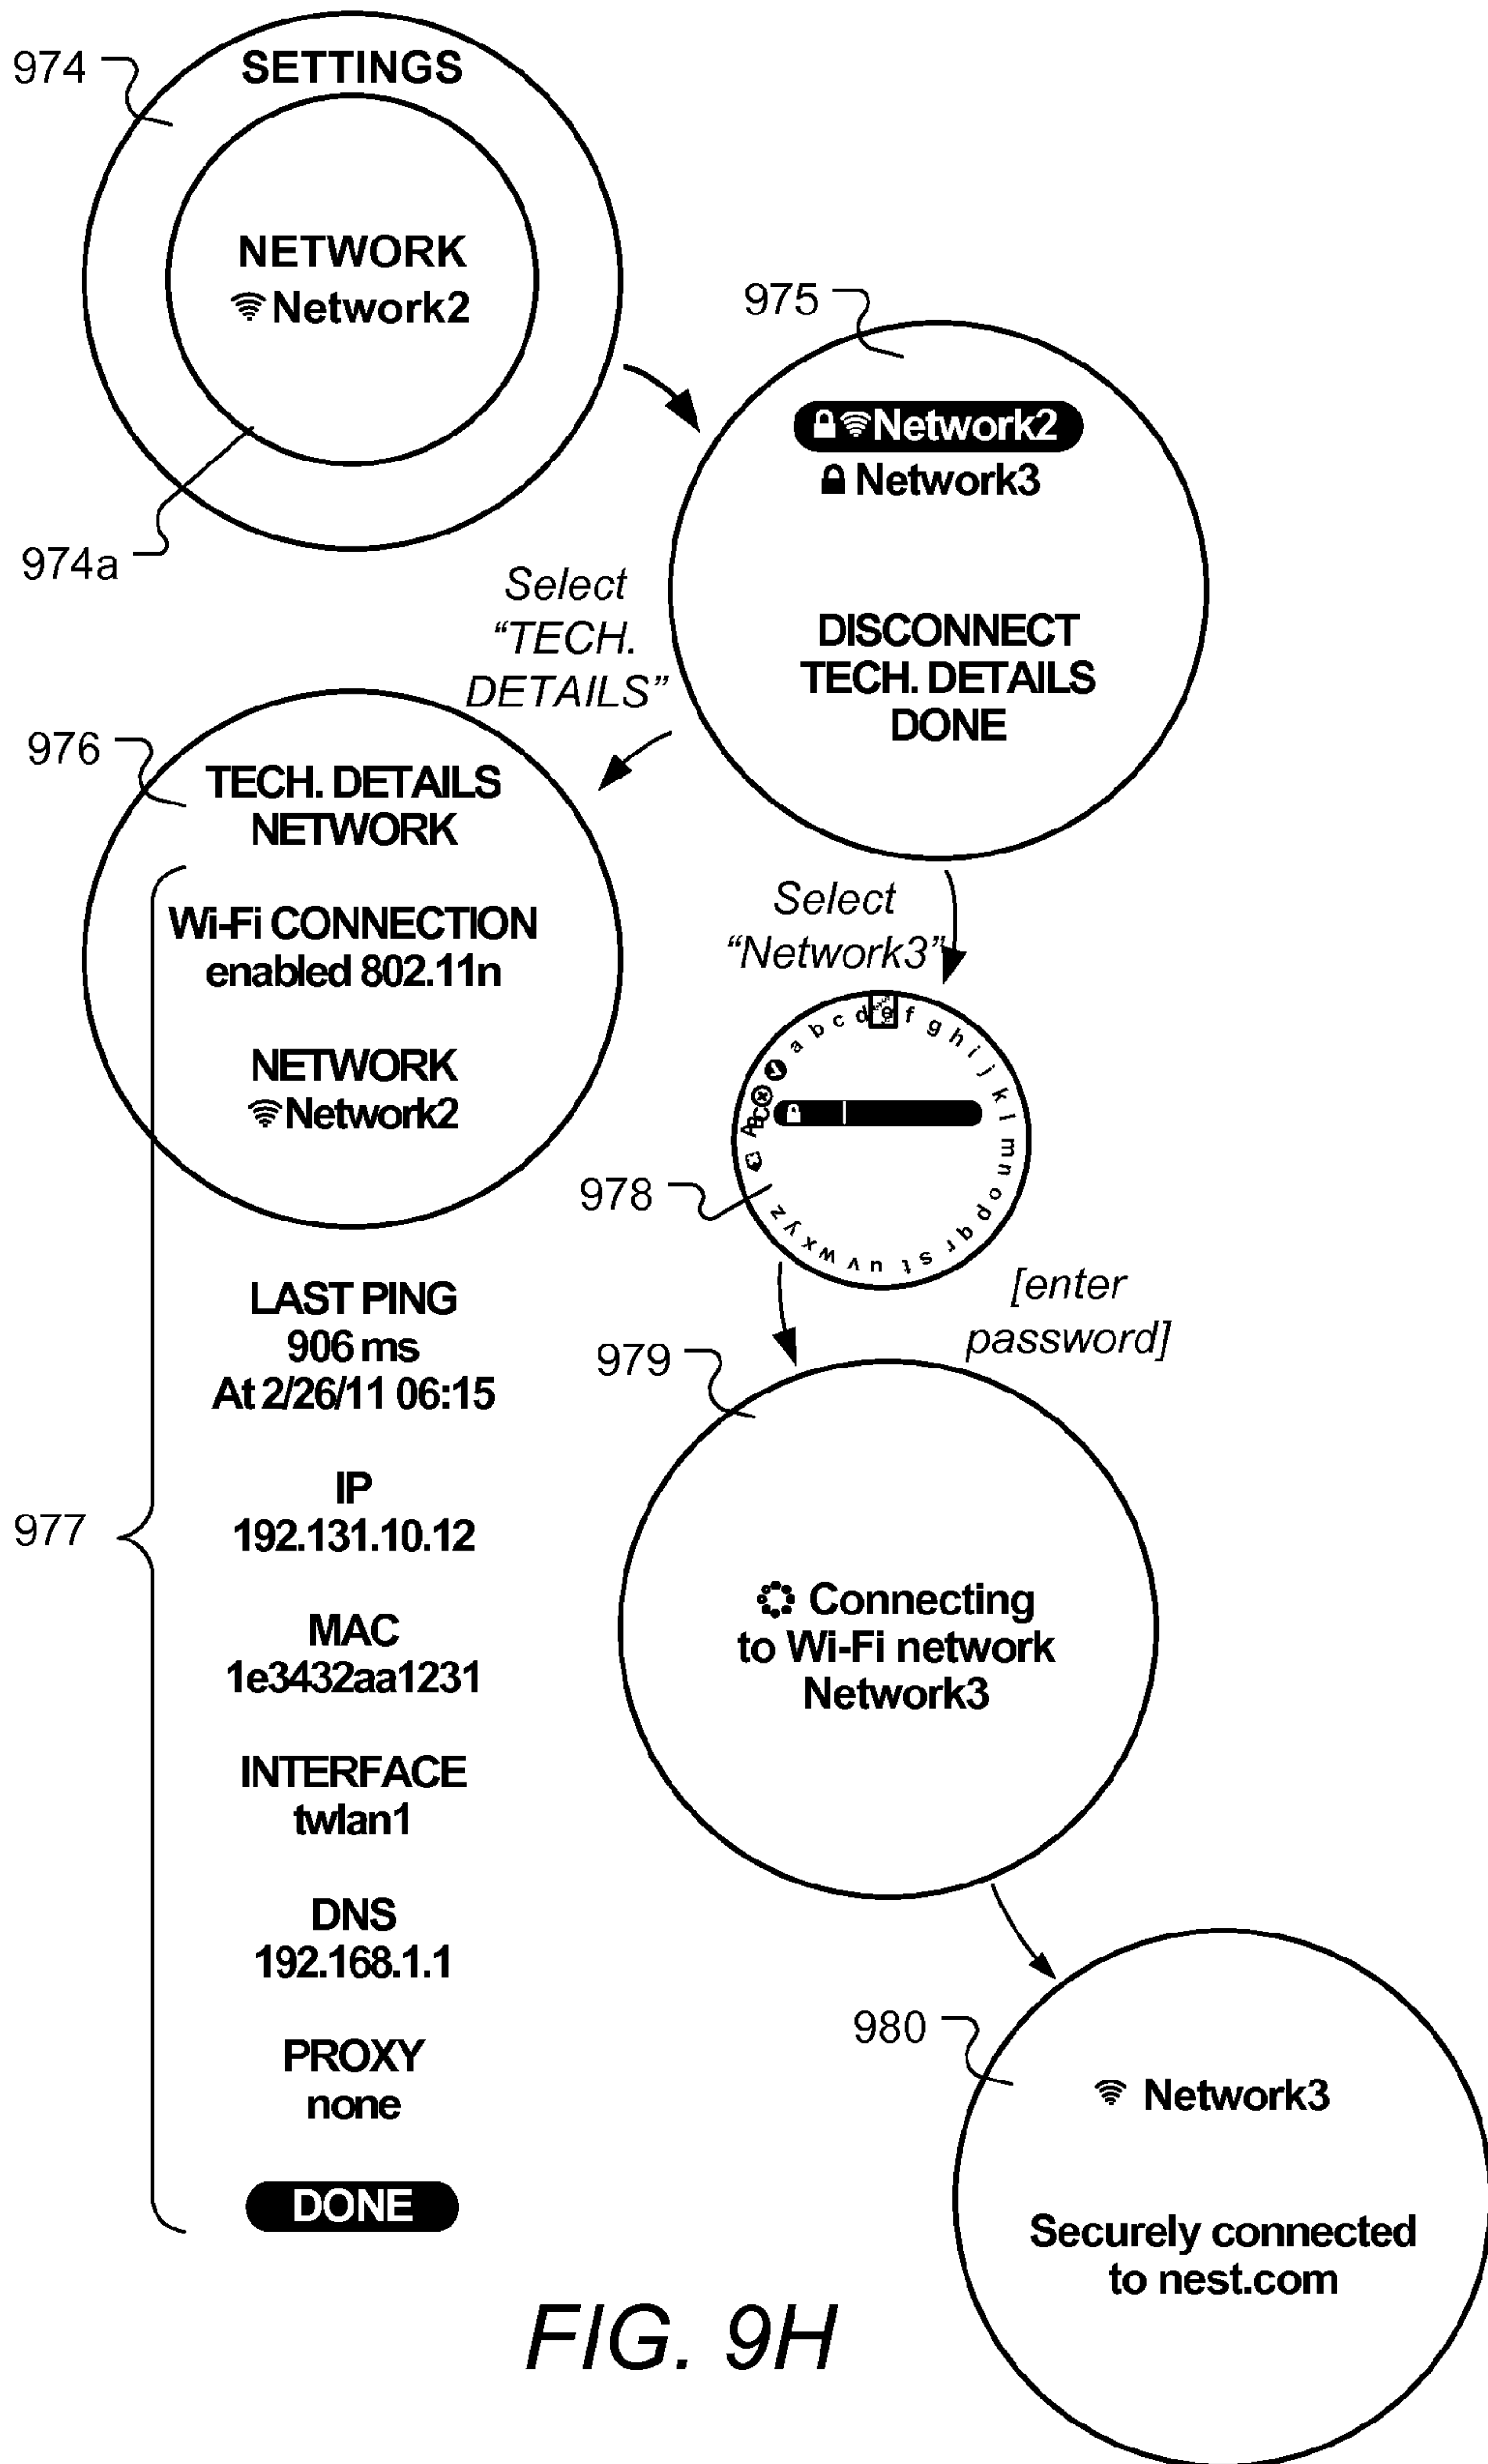 974
SETTINGS
NETWORK
Network2
974a
975
Network2
Network3
DISCONNECT
TECH. DETAILS
DONE
Select
“TECH.
DETAILS”
976
TECH. DETAILS
NETWORK
Wi-Fi CONNECTION
enabled 802.11n
NETWORK
Network2
977
LAST PING
906 ms
At 2/26/11 06:15
IP
192.131.10.12
MAC
1e3432aa1231
INTERFACE
twlan1
DNS
192.168.1.1
PROXY
none
DONE
Select
“Network3”
978
ABC
a b c d e f g h i j k l m n o p q r s t u v w x y z
[enter
password]
979
Connecting
to Wi-Fi network
Network3
980
Network3
Securely connected
to nest.com
FIG. 9H